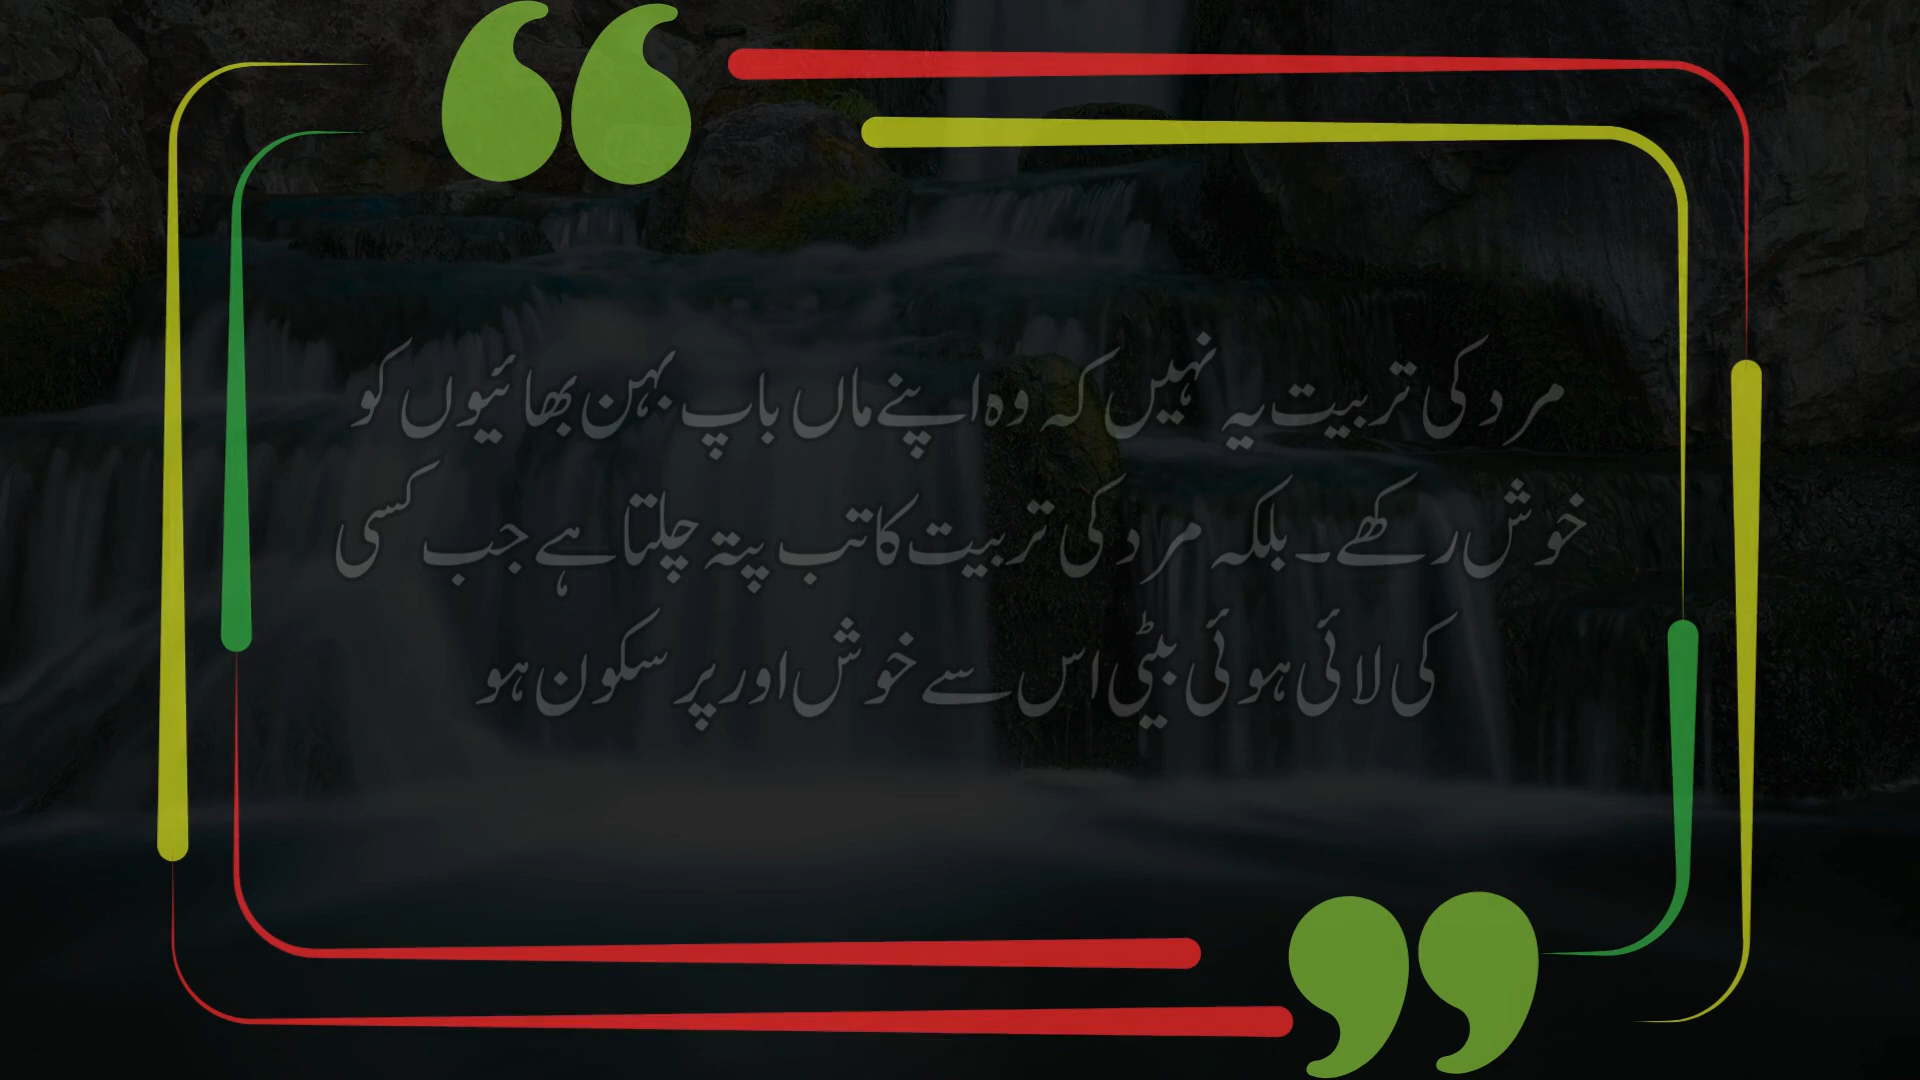 مرد کی تربیت یہ نہیں کہ وہ اپنے ماں باپ بہن بھائیوں کو
خوش رکھے۔ بلکہ مرد کی تربیت کا تب پتہ چلتا ہے جب کسی
کی لائی ہوئی بیٹی اس سے خوش اور پر سکون ہو